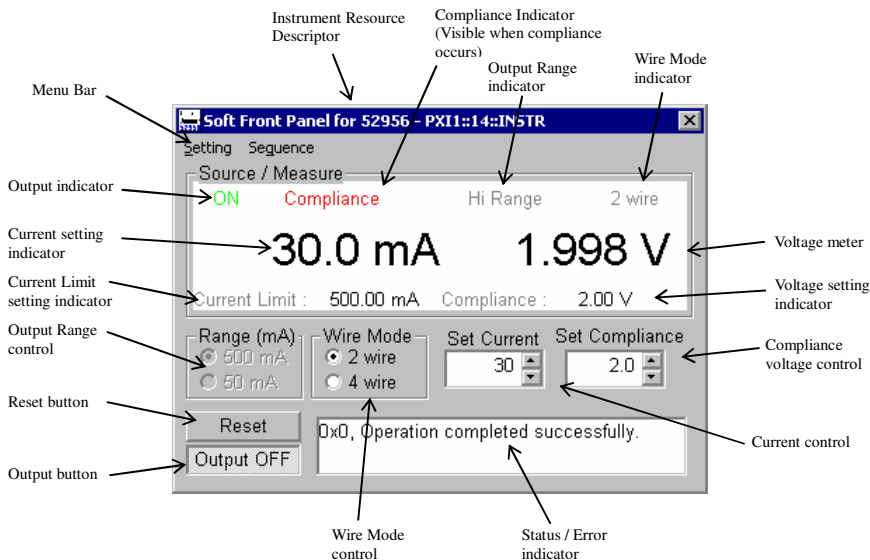 Instrument Resource
Descriptor
Compliance Indicator
(Visible when compliance
occurs)
Output Range
indicator
Wire Mode
indicator
Menu Bar
Soft Front Panel for 52956 - PXI1::14::INSTR
Setting Sequence
Source / Measure
Output indicator
ON Compliance Hi Range 2 wire
Current setting
indicator
30.0 mA 1.998 V
Voltage meter
Current Limit
setting indicator
Current Limit : 500.00 mA Compliance : 2.00 V
Voltage setting
indicator
Output Range
control
Range (mA)
500 mA
50 mA
Wire Mode
2 wire
4 wire
Set Current
30
Set Compliance
2.0
Compliance
voltage control
Reset button
Reset
0x0, Operation completed successfully.
Current control
Output button
Output OFF
Wire Mode
control
Status / Error
indicator